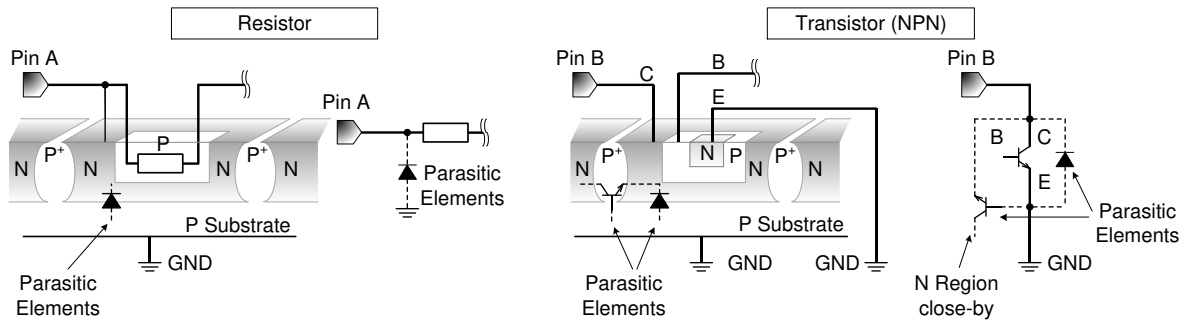 Resistor
Transistor (NPN)
Pin A
Pin A
N
P+
N
P
P+
N
N
Parasitic
Elements
P Substrate
GND
Parasitic
Elements
Pin B
C
B
E
N
P+
N
N
P
P+
N
N
P Substrate
GND
GND
Parasitic
Elements
Pin B
B
C
E
Parasitic
Elements
GND
N Region
close-by